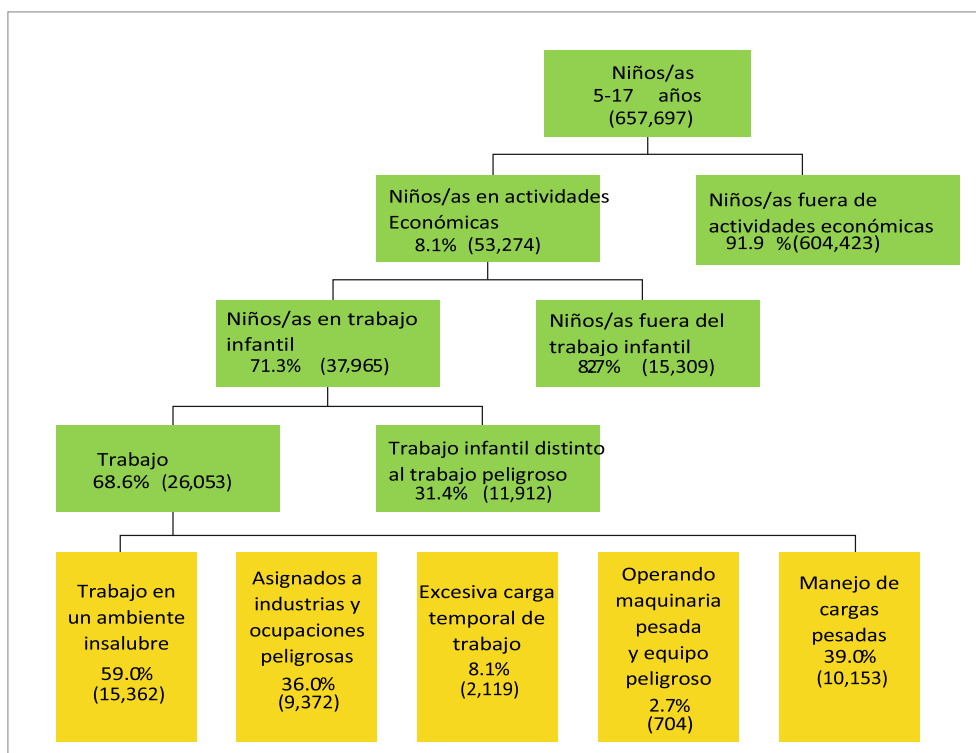 Niños/as
5-17 años
(657,697)
Niños/as en actividades
Económicas
8.1% (53,274)
Niños/as fuera de
actividades económicas
91.9 %(604,423)
Niños/as en trabajo
infantil
71.3% (37,965)
Niños/as fuera del
trabajo infantil
827% (15,309)
Trabajo
68.6% (26,053)
Trabajo infantil distinto
al trabajo peligroso
31.4% (11,912)
Trabajo en
un ambiente
insalubre
59.0%
(15,362)
Asignados a
industrias y
ocupaciones
peligrosas
36.0%
(9,372)
Excesiva carga
temporal de
trabajo
8.1%
(2,119)
Operando
maquinaria
pesada
y equipo
peligroso
2.7%
(704)
Manejo de
cargas
pesadas
39.0%
(10,153)